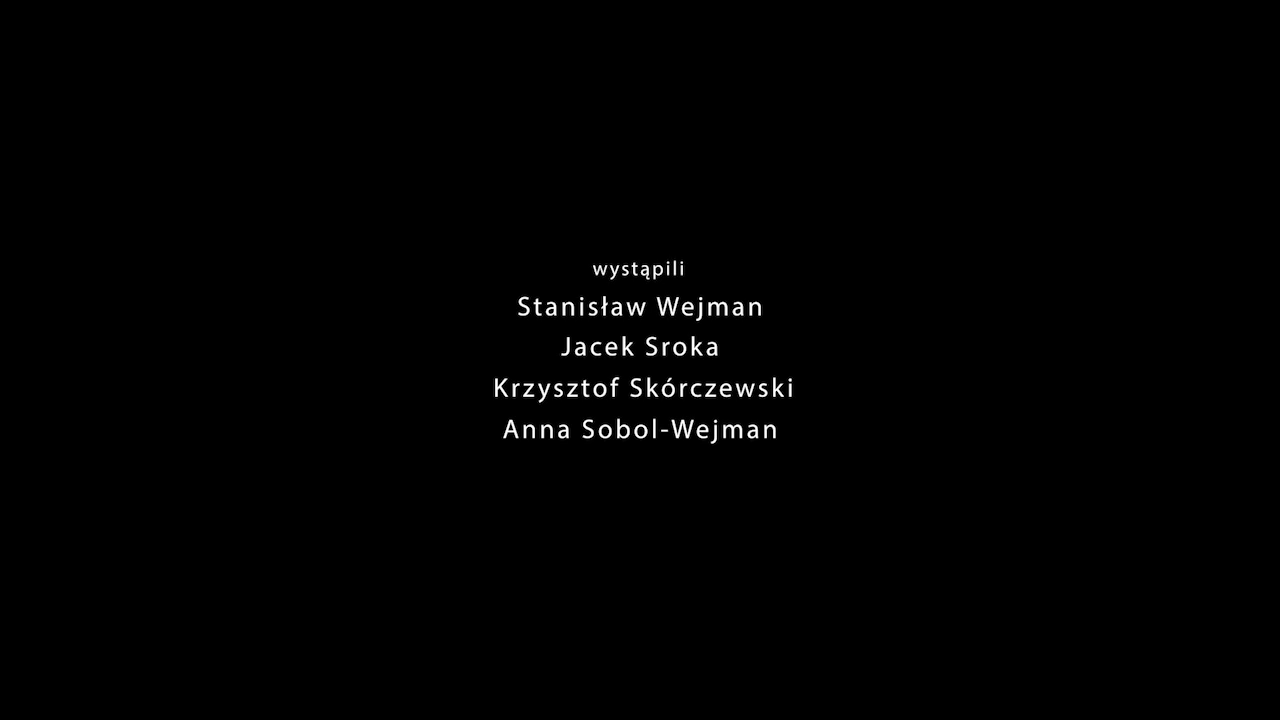 wystąpili
Stanisław Wejman
Jacek Sroka
Krzysztof Skórczewski
Anna Sobol-Wejman